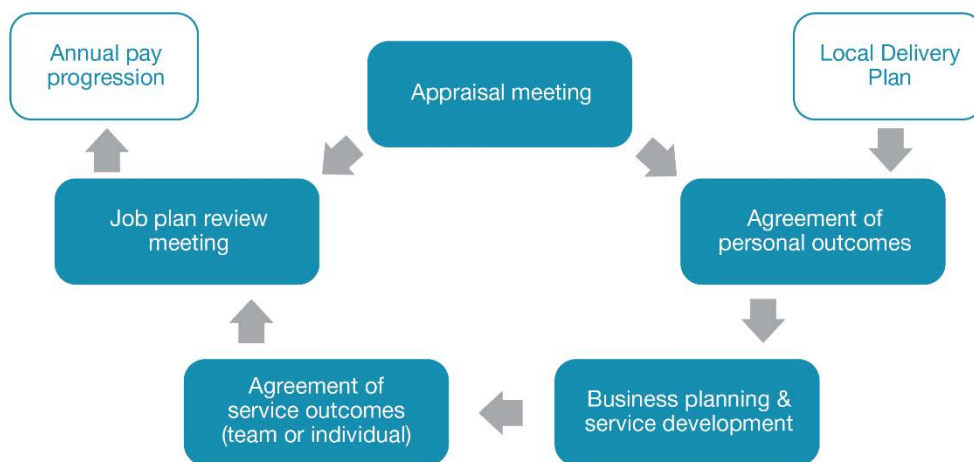 Annual pay
progression
Appraisal meeting
Local Delivery
Plan
Job plan review
meeting
Agreement of
personal outcomes
Agreement of
service outcomes
(team or individual)
Business planning &
service development